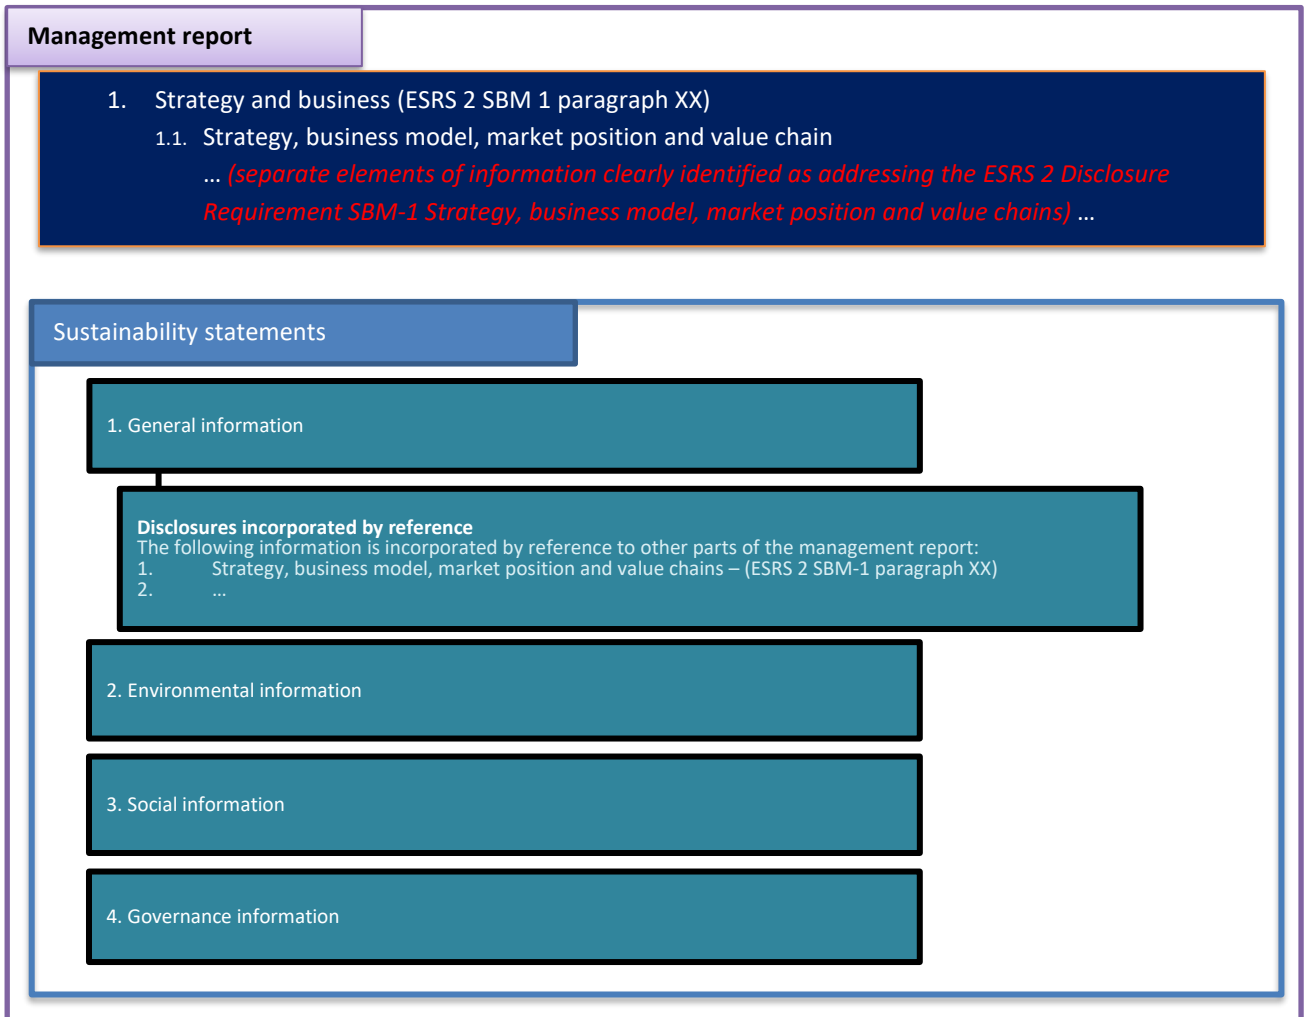 Management report
1. Strategy and business (ESRS 2 SBM 1 paragraph XX)
1.1. Strategy, business model, market position and value chain
... (separate elements of information clearly identified as addressing the ESRS 2 Disclosure
Requirement SBM-1 Strategy, business model, market position and value chains) ...
Sustainability statements
1. General information
Disclosures incorporated by reference
The following information is incorporated by reference to other parts of the management report:
1. Strategy, business model, market position and value chains – (ESRS 2 SBM-1 paragraph XX)
2. ...
2. Environmental information
3. Social information
4. Governance information